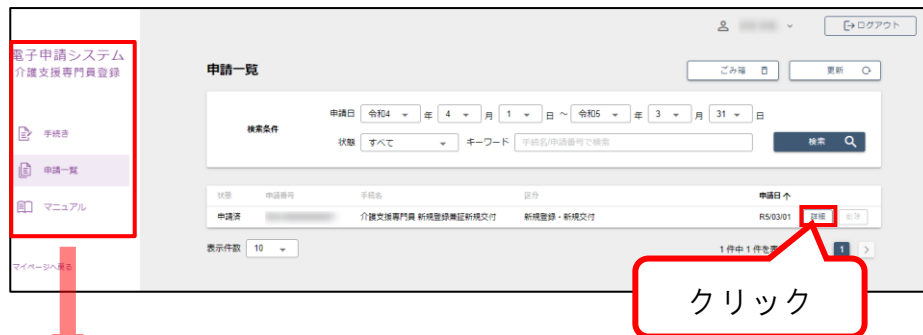 ログアウト
電子申請システム
介護支援専門員登録
手続き
申請一覧
マニュアル
マイページへ戻る
申請一覧
ごみ箱
更新
検索条件
申請日 令和4 年 4 月 1 日 ～ 令和5 年 3 月 31 日
状態 すべて キーワード 手続名/申請番号で検索
検索
状態 申請番号 手続名 区分 申請日
申請済 介護支援専門員 新規登録兼証新規交付 新規登録・新規交付 R5/03/01 詳細 削除
表示件数 10
1 件中 1 件を表
1
クリック